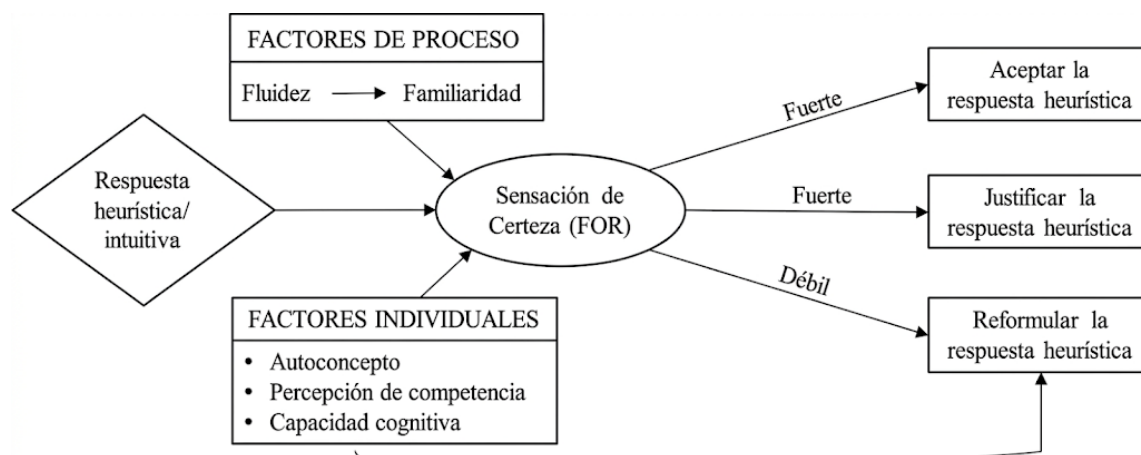 FACTORES DE PROCESO
Fluidez Familiaridad
Respuesta
heurística/
intuitiva
Sensación de
Certeza (FOR)
FACTORES INDIVIDUALES
• Autoconcepto
• Percepción de competencia
• Capacidad cognitiva
Fuerte
Aceptar la
respuesta heurística
Fuerte
Justificar la
respuesta heurística
Débil
Reformular la
respuesta heurística